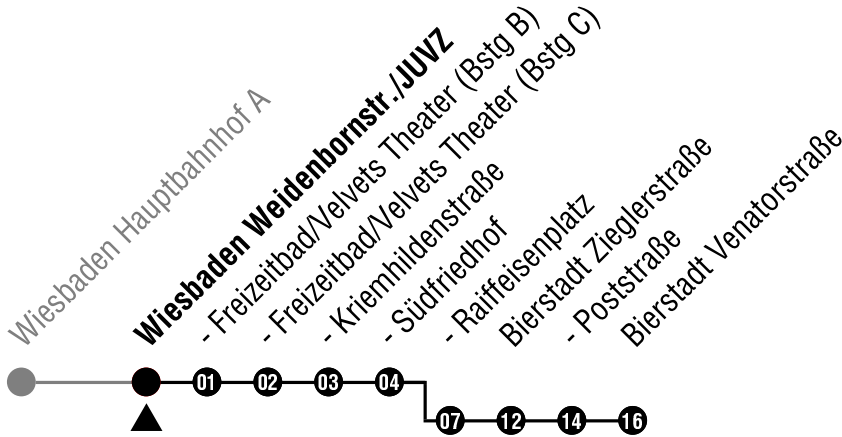 Wiesbaden Hauptbahnhof A
Wiesbaden Weidenbornstr./JUVZ
- Freizeitbad/Velvets Theater (Bstg B)
- Freizeitbad/Velvets Theater (Bstg C)
- Kriemhildenstraße
- Südfriedhof
- Raiffeisenplatz
Bierstadt Zieglerstraße
- Poststraße
Bierstadt Venatorstraße
01 02 03 04
07 12 14 16